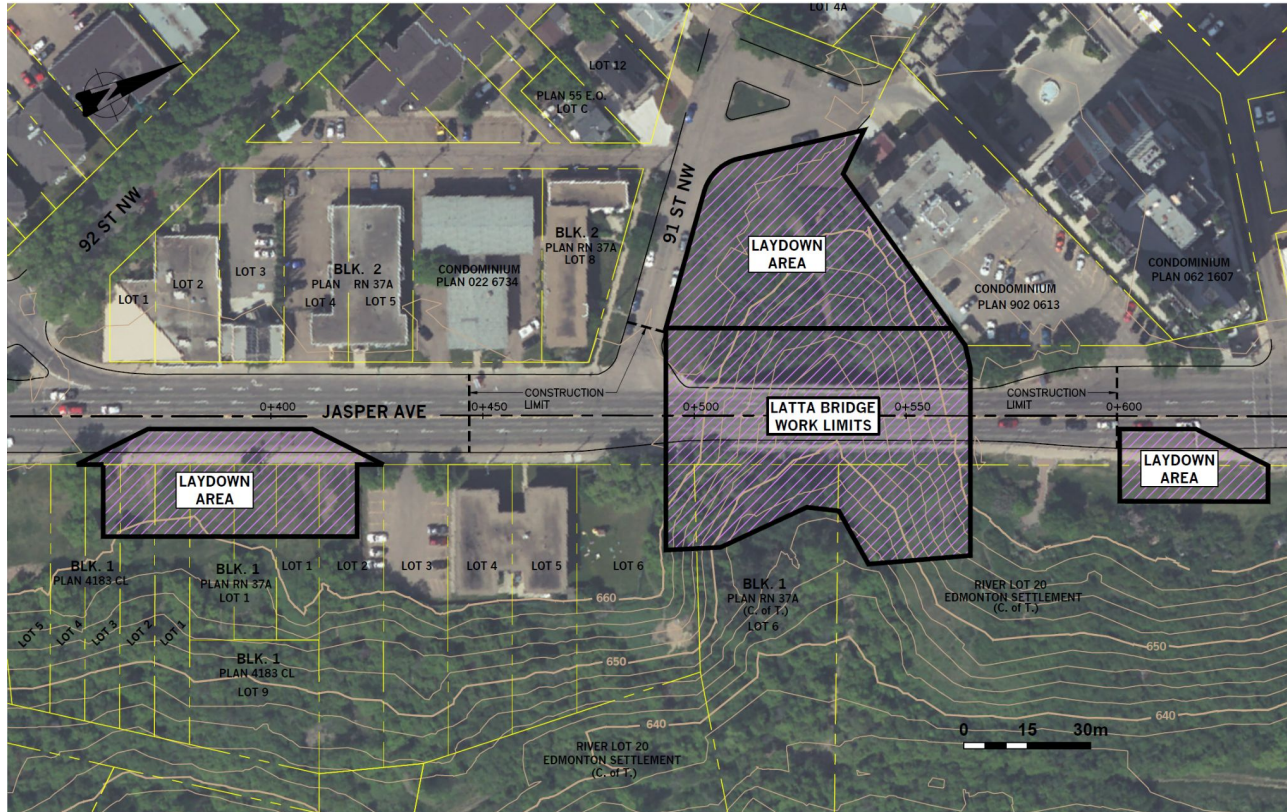 LOT 4A
LOT 12
PLAN 55 E.O.
LOT C
N
92 ST NW
91 ST NW
LOT 1
LOT 2
LOT 3
BLK. 2
PLAN RN 37A
LOT 4
LOT 5
CONDOMINIUM
PLAN 022 6734
BLK. 2
PLAN RN 37A
LOT 8
LAYDOWN
AREA
CONDOMINIUM
PLAN 902 0613
CONDOMINIUM
PLAN 062 1607
CONSTRUCTION
LIMIT
CONSTRUCTION
LIMIT
0+400
0+450
0+500
0+550
0+600
JASPER AVE
LATTA BRIDGE
WORK LIMITS
LAYDOWN
AREA
LAYDOWN
AREA
BLK. 1
PLAN 4183 CL
LOT 5
LOT 4
LOT 3
LOT 2
LOT 1
BLK. 1
PLAN RN 37A
LOT 1
LOT 1
LOT 2
LOT 3
LOT 4
LOT 5
LOT 6
BLK. 1
PLAN 4183 CL
LOT 9
660
650
640
BLK. 1
PLAN RN 37A
(C. of T.)
LOT 6
RIVER LOT 20
EDMONTON SETTLEMENT
(C. of T.)
650
640
RIVER LOT 20
EDMONTON SETTLEMENT
(C. of T.)
0 15 30m